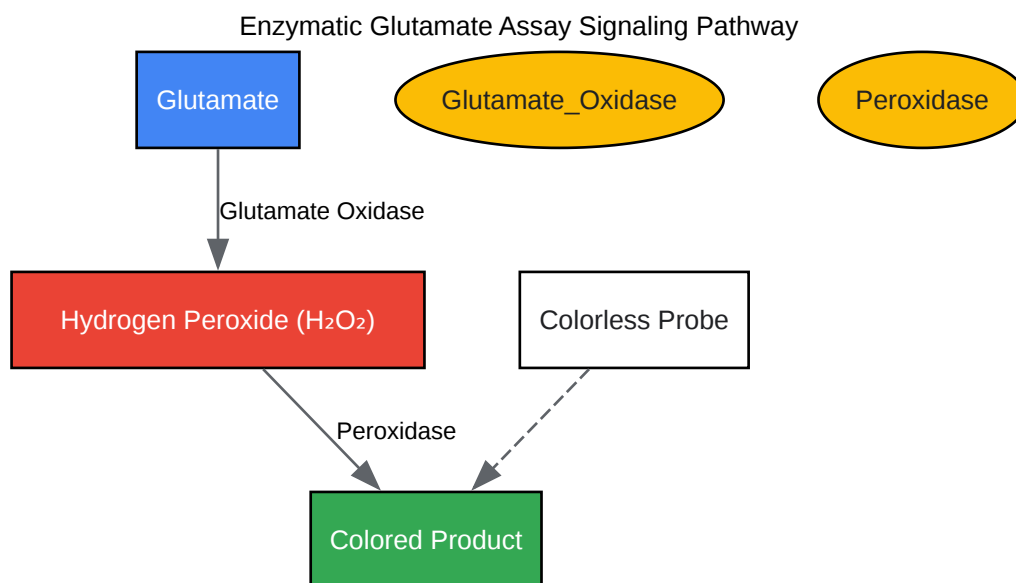 Enzymatic Glutamate Assay Signaling Pathway
Glutamate
Glutamate_Oxidase
Peroxidase
Glutamate Oxidase
Hydrogen Peroxide (H₂O₂)
Colorless Probe
Peroxidase
Colored Product